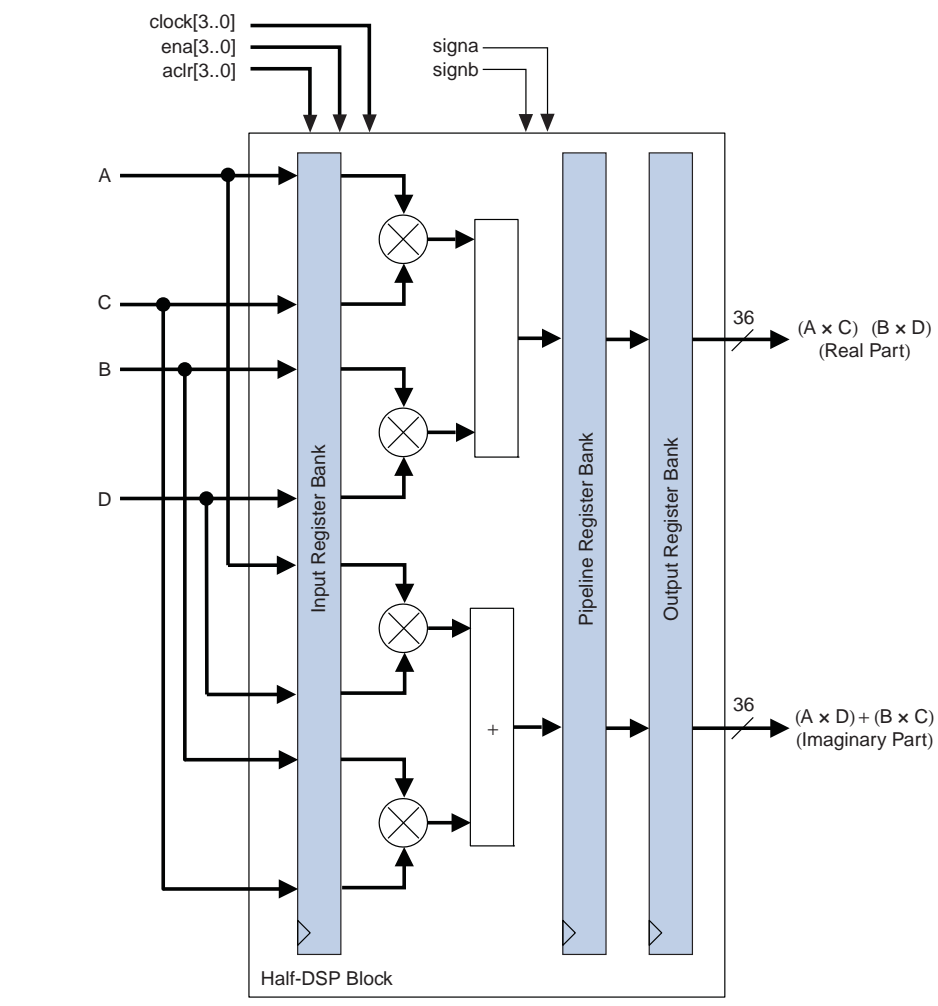 clock[3..0]
ena[3..0]
aclr[3..0]
signa
signb
A
C
B
D
Input Register Bank
+
Pipeline Register Bank
Output Register Bank
36
(A × C) (B × D)
(Real Part)
36
(A × D) + (B × C)
(Imaginary Part)
Half-DSP Block